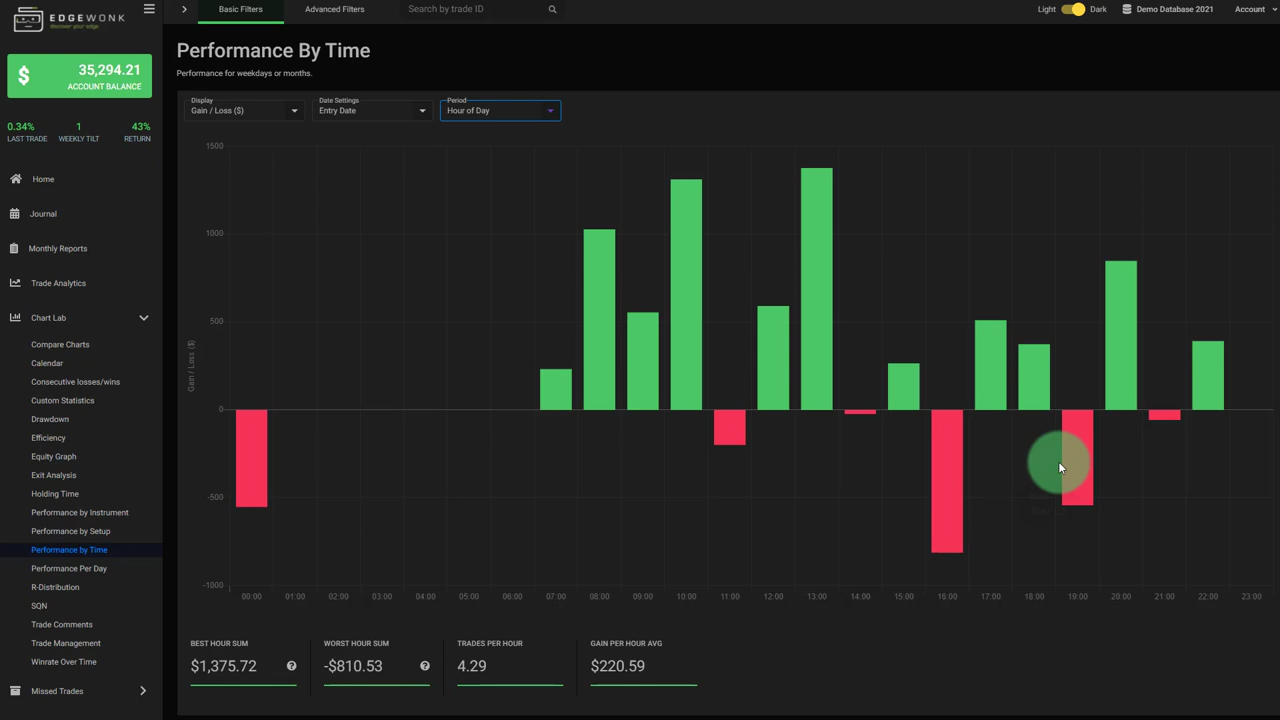 EDGEWONK
discover your edge
$ 35,294.21
ACCOUNT BALANCE
0.34% 1 43%
LAST TRADE WEEKLY TILT RETURN
Home
Journal
Monthly Reports
Trade Analytics
Chart Lab
Compare Charts
Calendar
Consecutive losses/wins
Custom Statistics
Drawdown
Efficiency
Equity Graph
Exit Analysis
Holding Time
Performance by Instrument
Performance by Setup
Performance by Time
Performance Per Day
R-Distribution
SQN
Trade Comments
Trade Management
Winrate Over Time
Missed Trades
Basic Filters Advanced Filters Search by trade ID Light Dark Demo Database 2021 Account
Performance By Time
Performance for weekdays or months.
Display Date Settings Period
Gain / Loss ($) Entry Date Hour of Day
1500
1000
500
0
-500
-1000
Gain / Loss ($)
00:00 01:00 02:00 03:00 04:00 05:00 06:00 07:00 08:00 09:00 10:00 11:00 12:00 13:00 14:00 15:00 16:00 17:00 18:00 19:00 20:00 21:00 22:00 23:00
BEST HOUR SUM WORST HOUR SUM TRADES PER HOUR GAIN PER HOUR AVG
$1,375.72 ? -$810.53 ? 4.29 $220.59